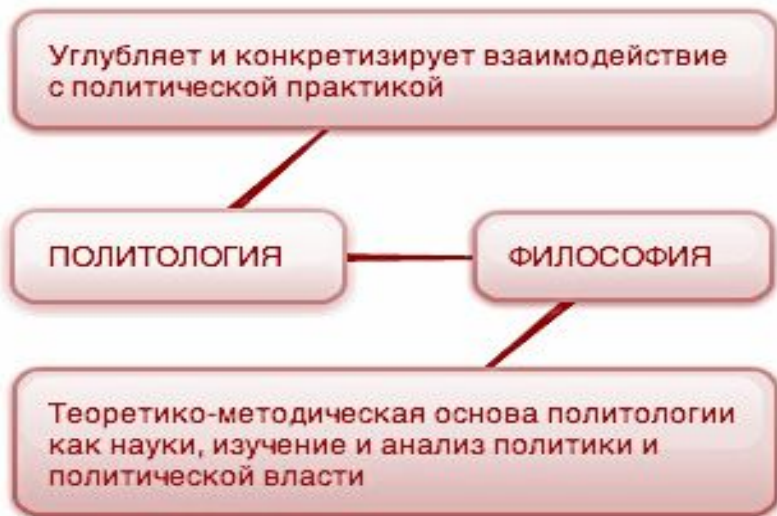 Углубляет и конкретизирует взаимодействие
с политической практикой
ПОЛИТОЛОГИЯ
ФИЛОСОФИЯ
Теоретико-методическая основа политологии
как науки, изучение и анализ политики и
политической власти